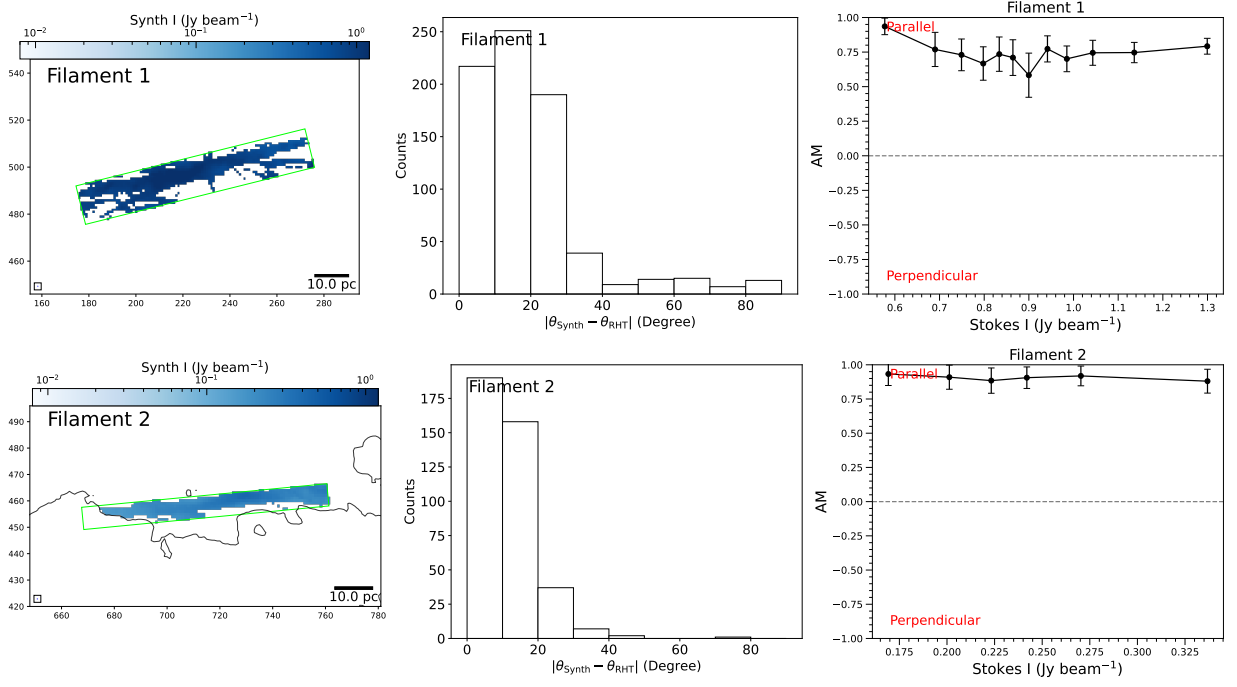 Synth I (Jy beam⁻¹)
10⁻² 10⁻¹ 10⁰
Filament 1
540
520
500
480
460
160 180 200 220 240 260 280
10.0 pc
Filament 1
250
200
150
100
50
0
Counts
0 20 40 60 80
|θSynth − θRHT| (Degree)
Filament 1
Parallel
Perpendicular
1.00
0.75
0.50
0.25
0.00
−0.25
−0.50
−0.75
−1.00
AM
0.6 0.7 0.8 0.9 1.0 1.1 1.2 1.3
Stokes I (Jy beam⁻¹)
Synth I (Jy beam⁻¹)
10⁻² 10⁻¹ 10⁰
Filament 2
490
480
470
460
450
440
430
420
660 680 700 720 740 760 780
10.0 pc
Filament 2
175
150
125
100
75
50
25
0
Counts
0 20 40 60 80
|θSynth − θRHT| (Degree)
Filament 2
Parallel
Perpendicular
1.00
0.75
0.50
0.25
0.00
−0.25
−0.50
−0.75
−1.00
AM
0.175 0.200 0.225 0.250 0.275 0.300 0.325
Stokes I (Jy beam⁻¹)